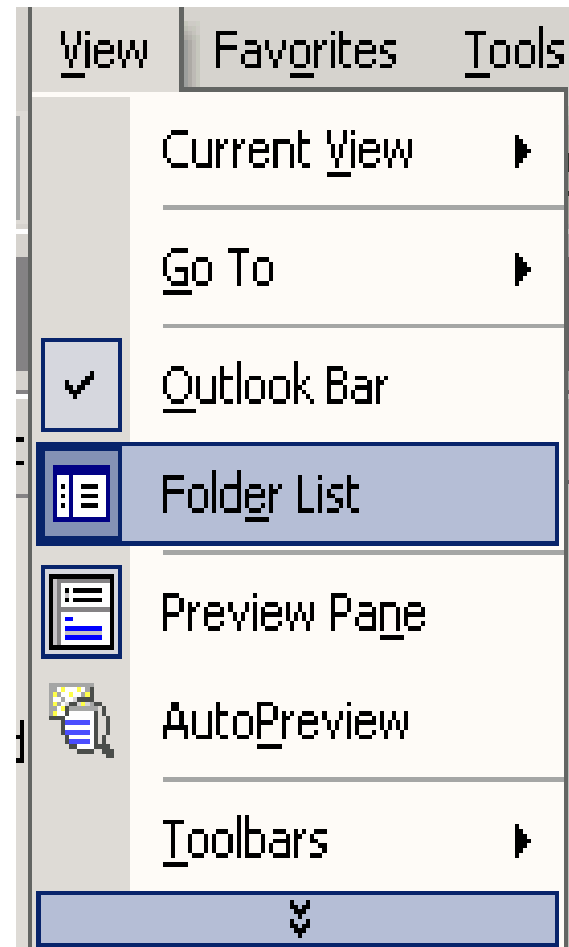 View Favorites Tools
Current View
Go To
Outlook Bar
Folder List
Preview Pane
AutoPreview
Toolbars